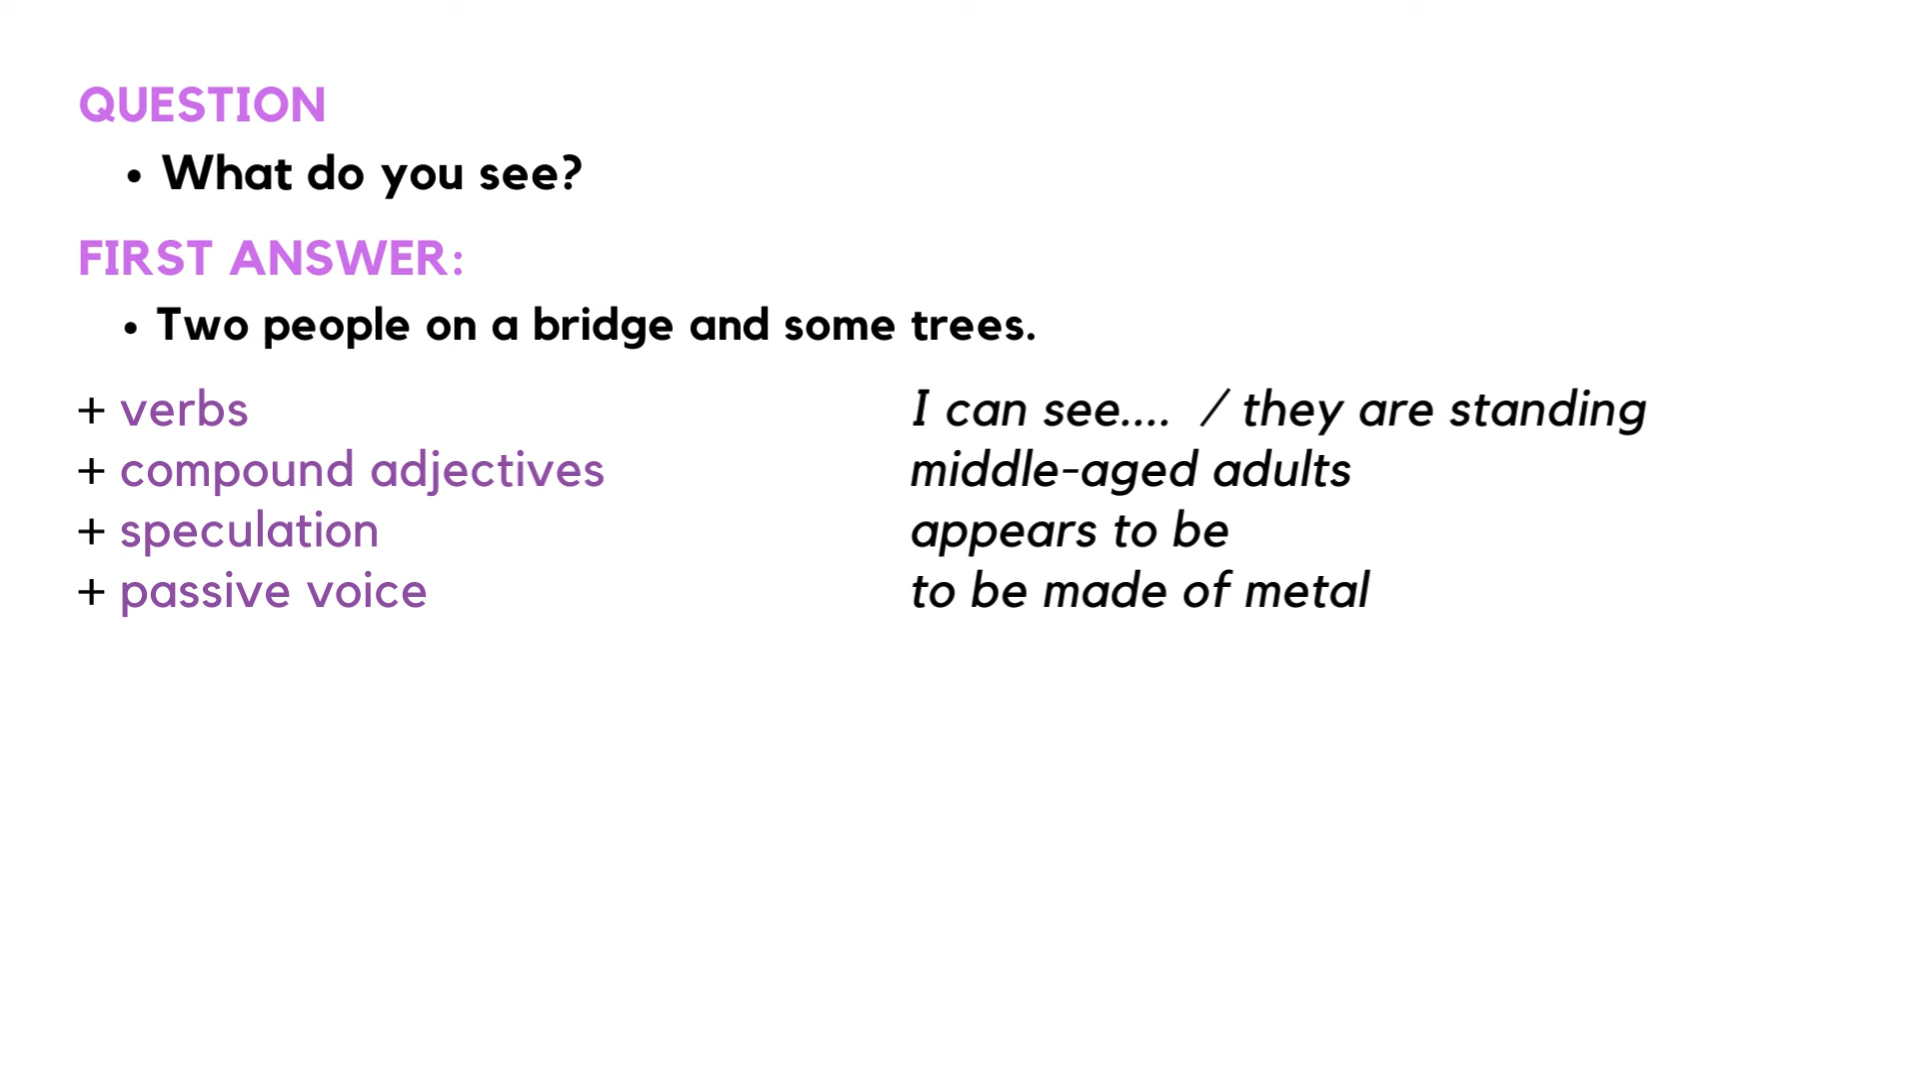 QUESTION
• What do you see?
FIRST ANSWER:
• Two people on a bridge and some trees.
+ verbs I can see.... / they are standing
+ compound adjectives middle-aged adults
+ speculation appears to be
+ passive voice to be made of metal